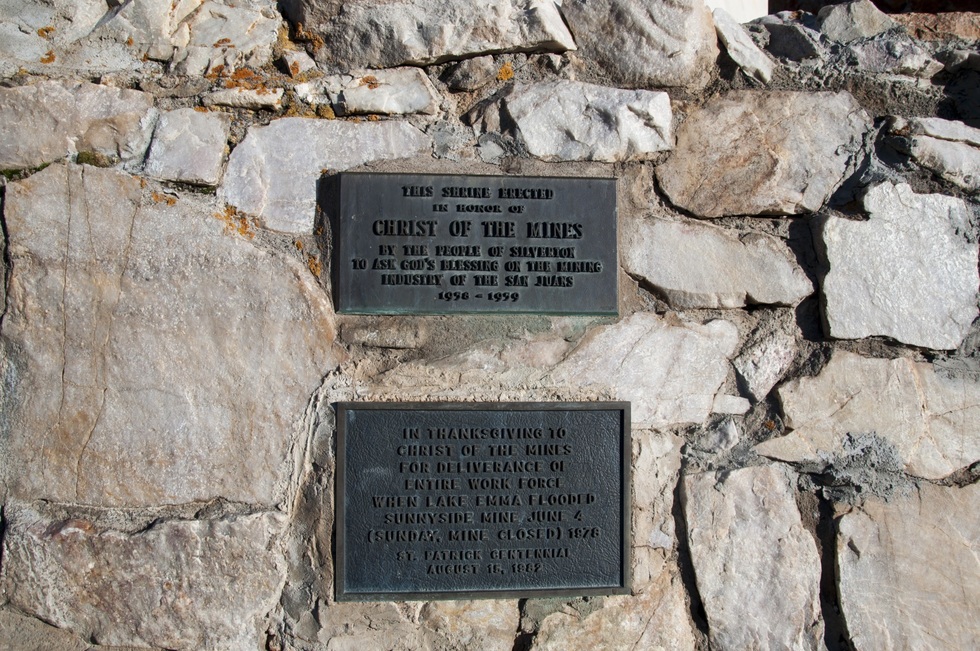 THIS SHRINE ERECTED
IN HONOR OF
CHRIST OF THE MINES
BY THE PEOPLE OF SILVERTON
TO ASK GOD'S BLESSING ON THE MINING
INDUSTRY OF THE SAN JUANS
1958 - 1959
IN THANKSGIVING TO
CHRIST OF THE MINES
FOR DELIVERANCE OF
ENTIRE WORK FORCE
WHEN LAKE EMMA FLOODED
SUNNYSIDE MINE, JUNE 4
(SUNDAY, MINE CLOSED) 1978
ST. PATRICK CENTENNIAL
AUGUST 15, 1982